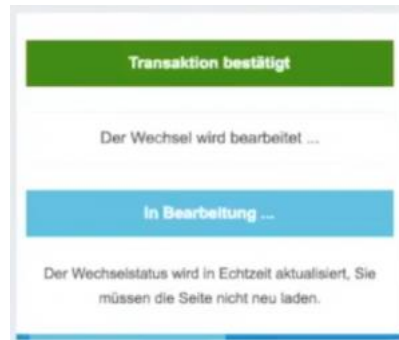 Transaktion bestätigt
Der Wechsel wird bearbeitet ...
In Bearbeitung ...
Der Wechselstatus wird in Echtzeit aktualisiert, Sie
müssen die Seite nicht neu laden.